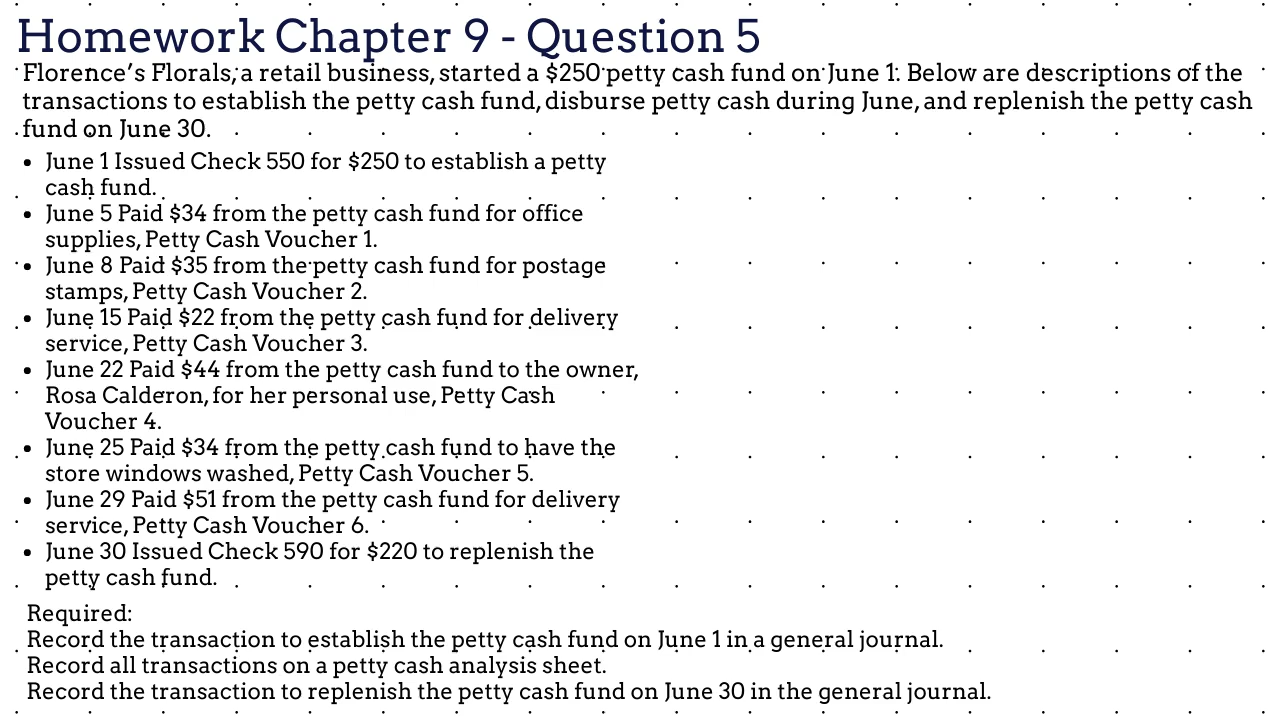 Homework Chapter 9 - Question 5
Florence’s Florals, a retail business, started a $250 petty cash fund on June 1. Below are descriptions of the
transactions to establish the petty cash fund, disburse petty cash during June, and replenish the petty cash
fund on June 30.
• June 1 Issued Check 550 for $250 to establish a petty
cash fund.
• June 5 Paid $34 from the petty cash fund for office
supplies, Petty Cash Voucher 1.
• June 8 Paid $35 from the petty cash fund for postage
stamps, Petty Cash Voucher 2.
• June 15 Paid $22 from the petty cash fund for delivery
service, Petty Cash Voucher 3.
• June 22 Paid $44 from the petty cash fund to the owner,
Rosa Calderon, for her personal use, Petty Cash
Voucher 4.
• June 25 Paid $34 from the petty cash fund to have the
store windows washed, Petty Cash Voucher 5.
• June 29 Paid $51 from the petty cash fund for delivery
service, Petty Cash Voucher 6.
• June 30 Issued Check 590 for $220 to replenish the
petty cash fund.
Required:
Record the transaction to establish the petty cash fund on June 1 in a general journal.
Record all transactions on a petty cash analysis sheet.
Record the transaction to replenish the petty cash fund on June 30 in the general journal.